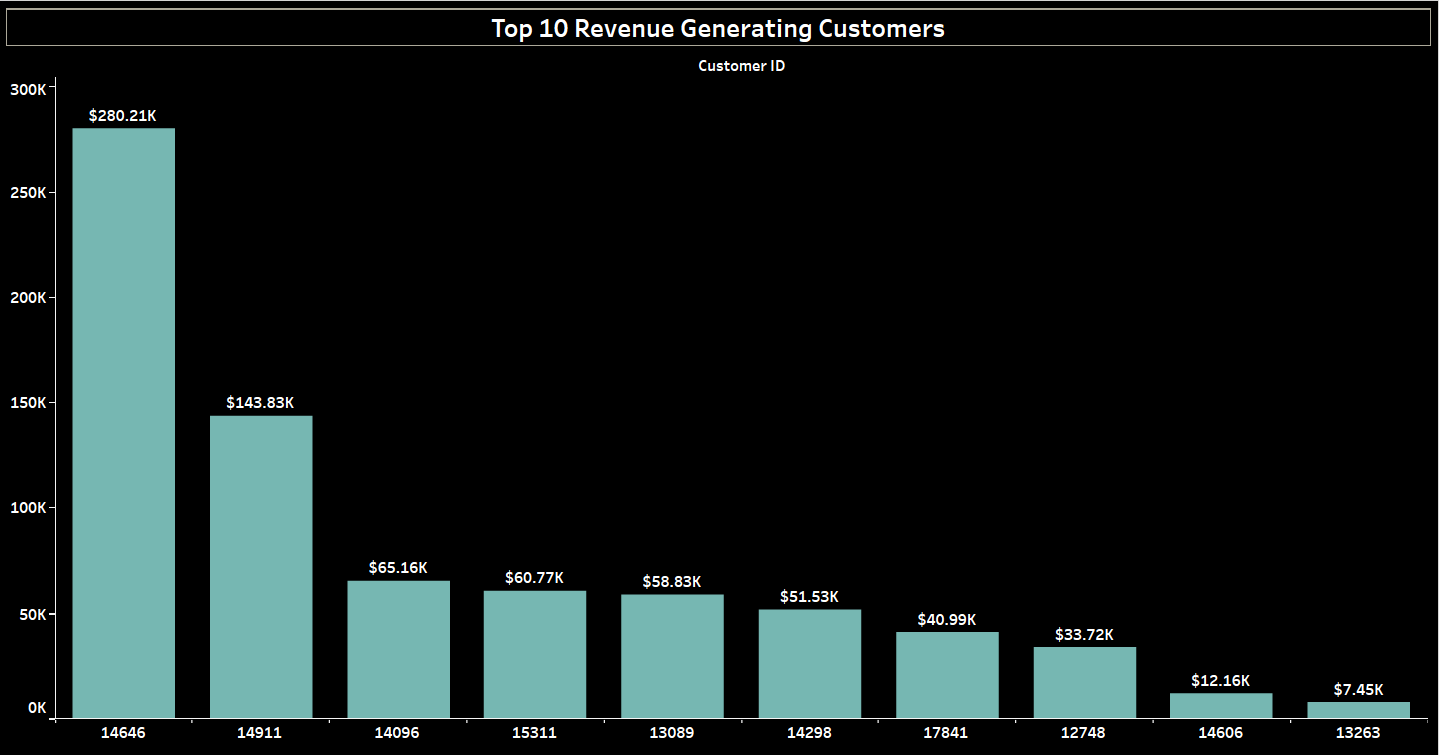 Top 10 Revenue Generating Customers
Customer ID
300K
250K
200K
150K
100K
50K
0K
$280.21K
$143.83K
$65.16K
$60.77K
$58.83K
$51.53K
$40.99K
$33.72K
$12.16K
$7.45K
14646
14911
14096
15311
13089
14298
17841
12748
14606
13263